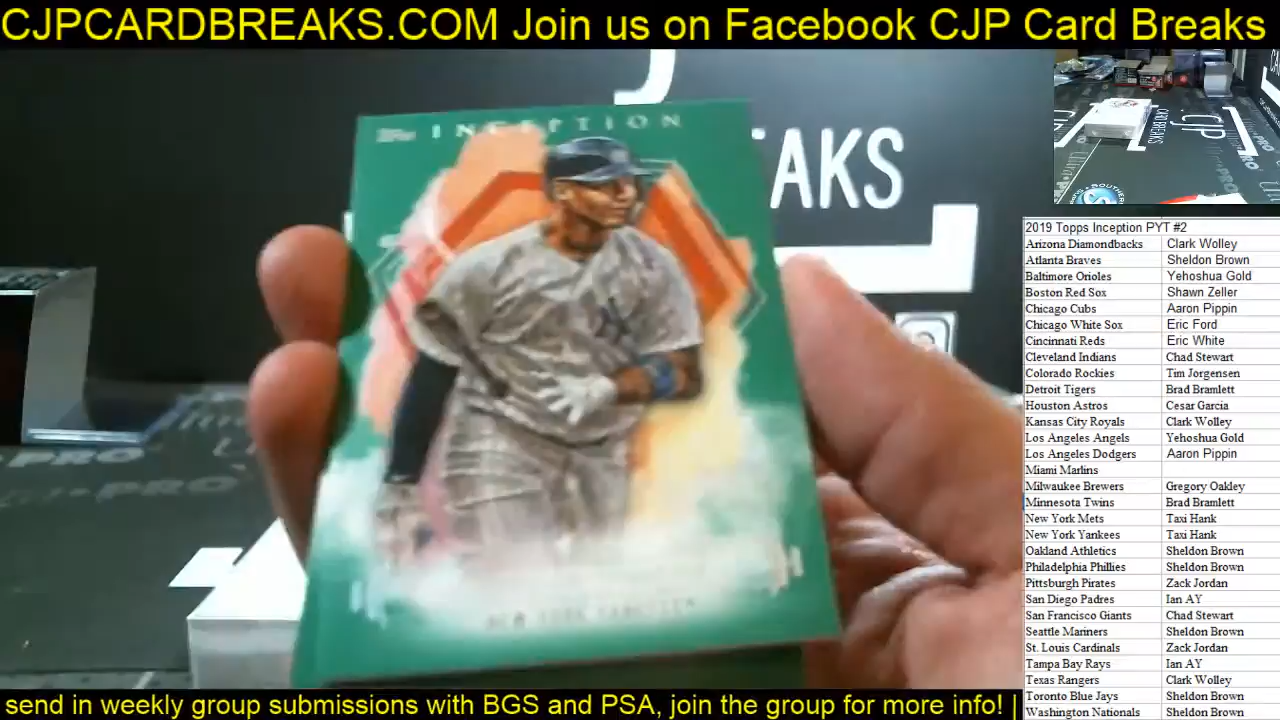 CJPCARDBREAKS.COM Join us on Facebook CJP Card Breaks
INCEPTION
J
AKS
NY
CARD BREAKS
CJP
PRO
2019 Topps Inception PYT #2
Arizona Diamondbacks Clark Wolley
Atlanta Braves Sheldon Brown
Baltimore Orioles Yehoshua Gold
Boston Red Sox Shawn Zeller
Chicago Cubs Aaron Pippin
Chicago White Sox Eric Ford
Cincinnati Reds Eric White
Cleveland Indians Chad Stewart
Colorado Rockies Tim Jorgensen
Detroit Tigers Brad Bramlett
Houston Astros Cesar Garcia
Kansas City Royals Clark Wolley
Los Angeles Angels Yehoshua Gold
Los Angeles Dodgers Aaron Pippin
Miami Marlins
Milwaukee Brewers Gregory Oakley
Minnesota Twins Brad Bramlett
New York Mets Taxi Hank
New York Yankees Taxi Hank
Oakland Athletics Sheldon Brown
Philadelphia Phillies Sheldon Brown
Pittsburgh Pirates Zack Jordan
San Diego Padres Ian AY
San Francisco Giants Chad Stewart
Seattle Mariners Sheldon Brown
St. Louis Cardinals Zack Jordan
Tampa Bay Rays Ian AY
Texas Rangers Clark Wolley
Toronto Blue Jays Sheldon Brown
Washington Nationals Sheldon Brown
send in weekly group submissions with BGS and PSA, join the group for more info! |